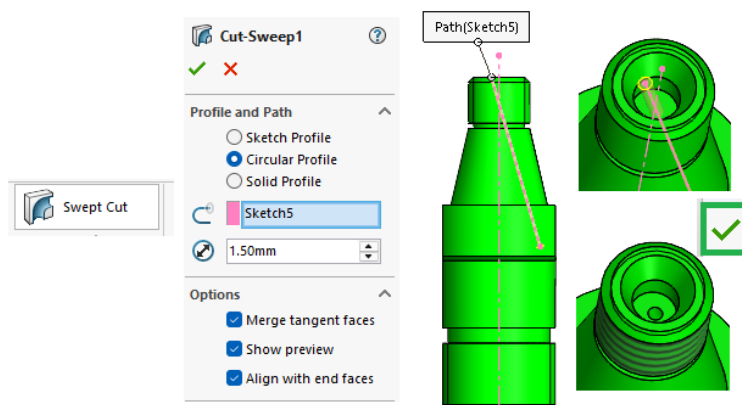 Swept Cut
Cut-Sweep1
?
Profile and Path
Sketch Profile
Circular Profile
Solid Profile
Sketch5
1.50mm
Options
Merge tangent faces
Show preview
Align with end faces
Path(Sketch5)